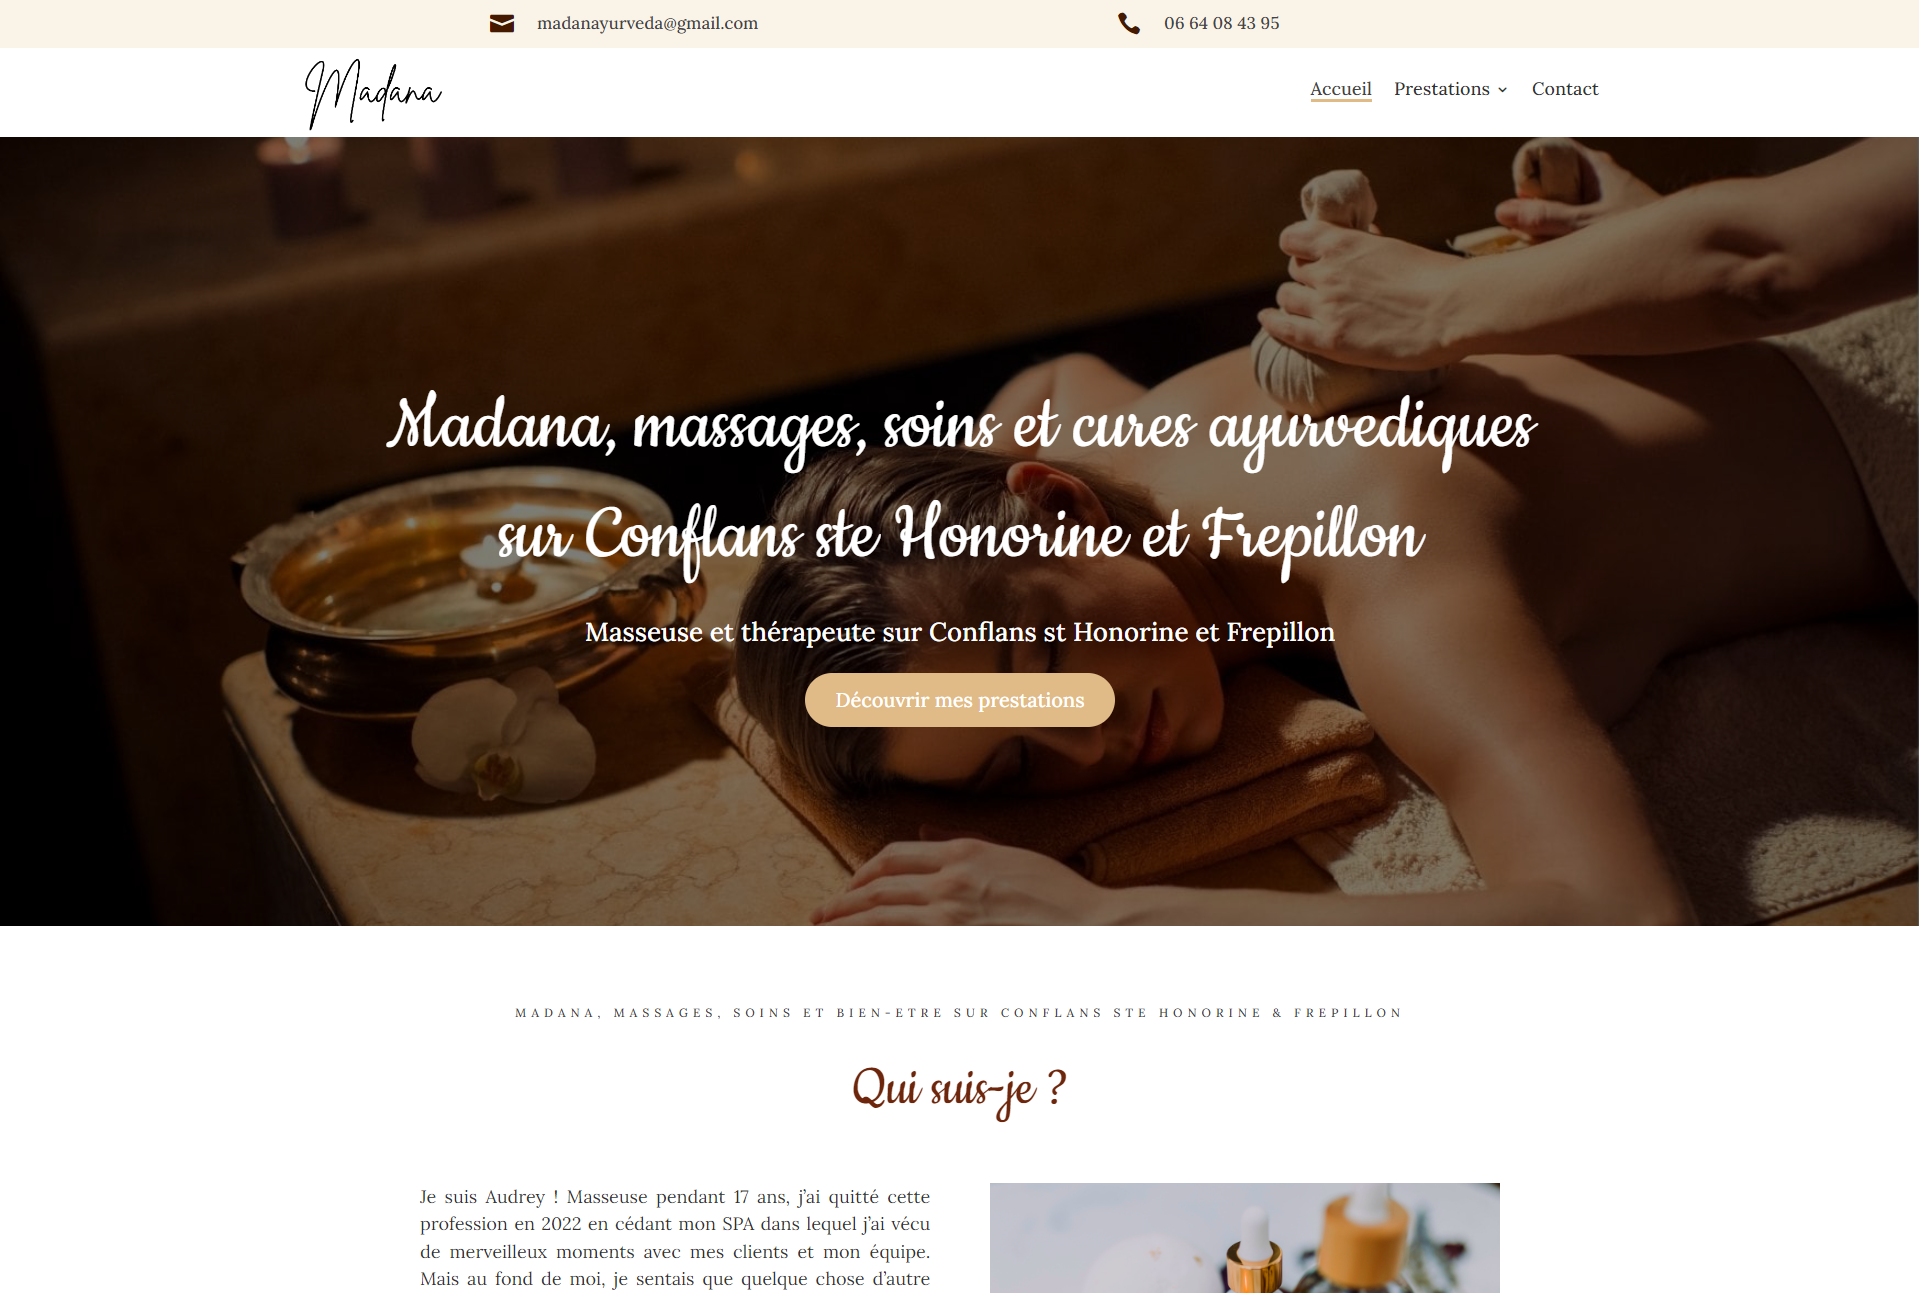 madanayurveda@gmail.com
06 64 08 43 95
Madana
Accueil
Prestations
Contact
Madana, massages, soins et cures ayurvediques
sur Conflans ste Honorine et Frepillon
Masseuse et thérapeute sur Conflans st Honorine et Frepillon
Découvrir mes prestations
MADANA, MASSAGES, SOINS ET BIEN-ETRE SUR CONFLANS STE HONORINE & FREPILLON
Qui suis-je ?
Je suis Audrey ! Masseuse pendant 17 ans, j’ai quitté cette
profession en 2022 en cédant mon SPA dans lequel j’ai vécu
de merveilleux moments avec mes clients et mon équipe.
Mais au fond de moi, je sentais que quelque chose d’autre